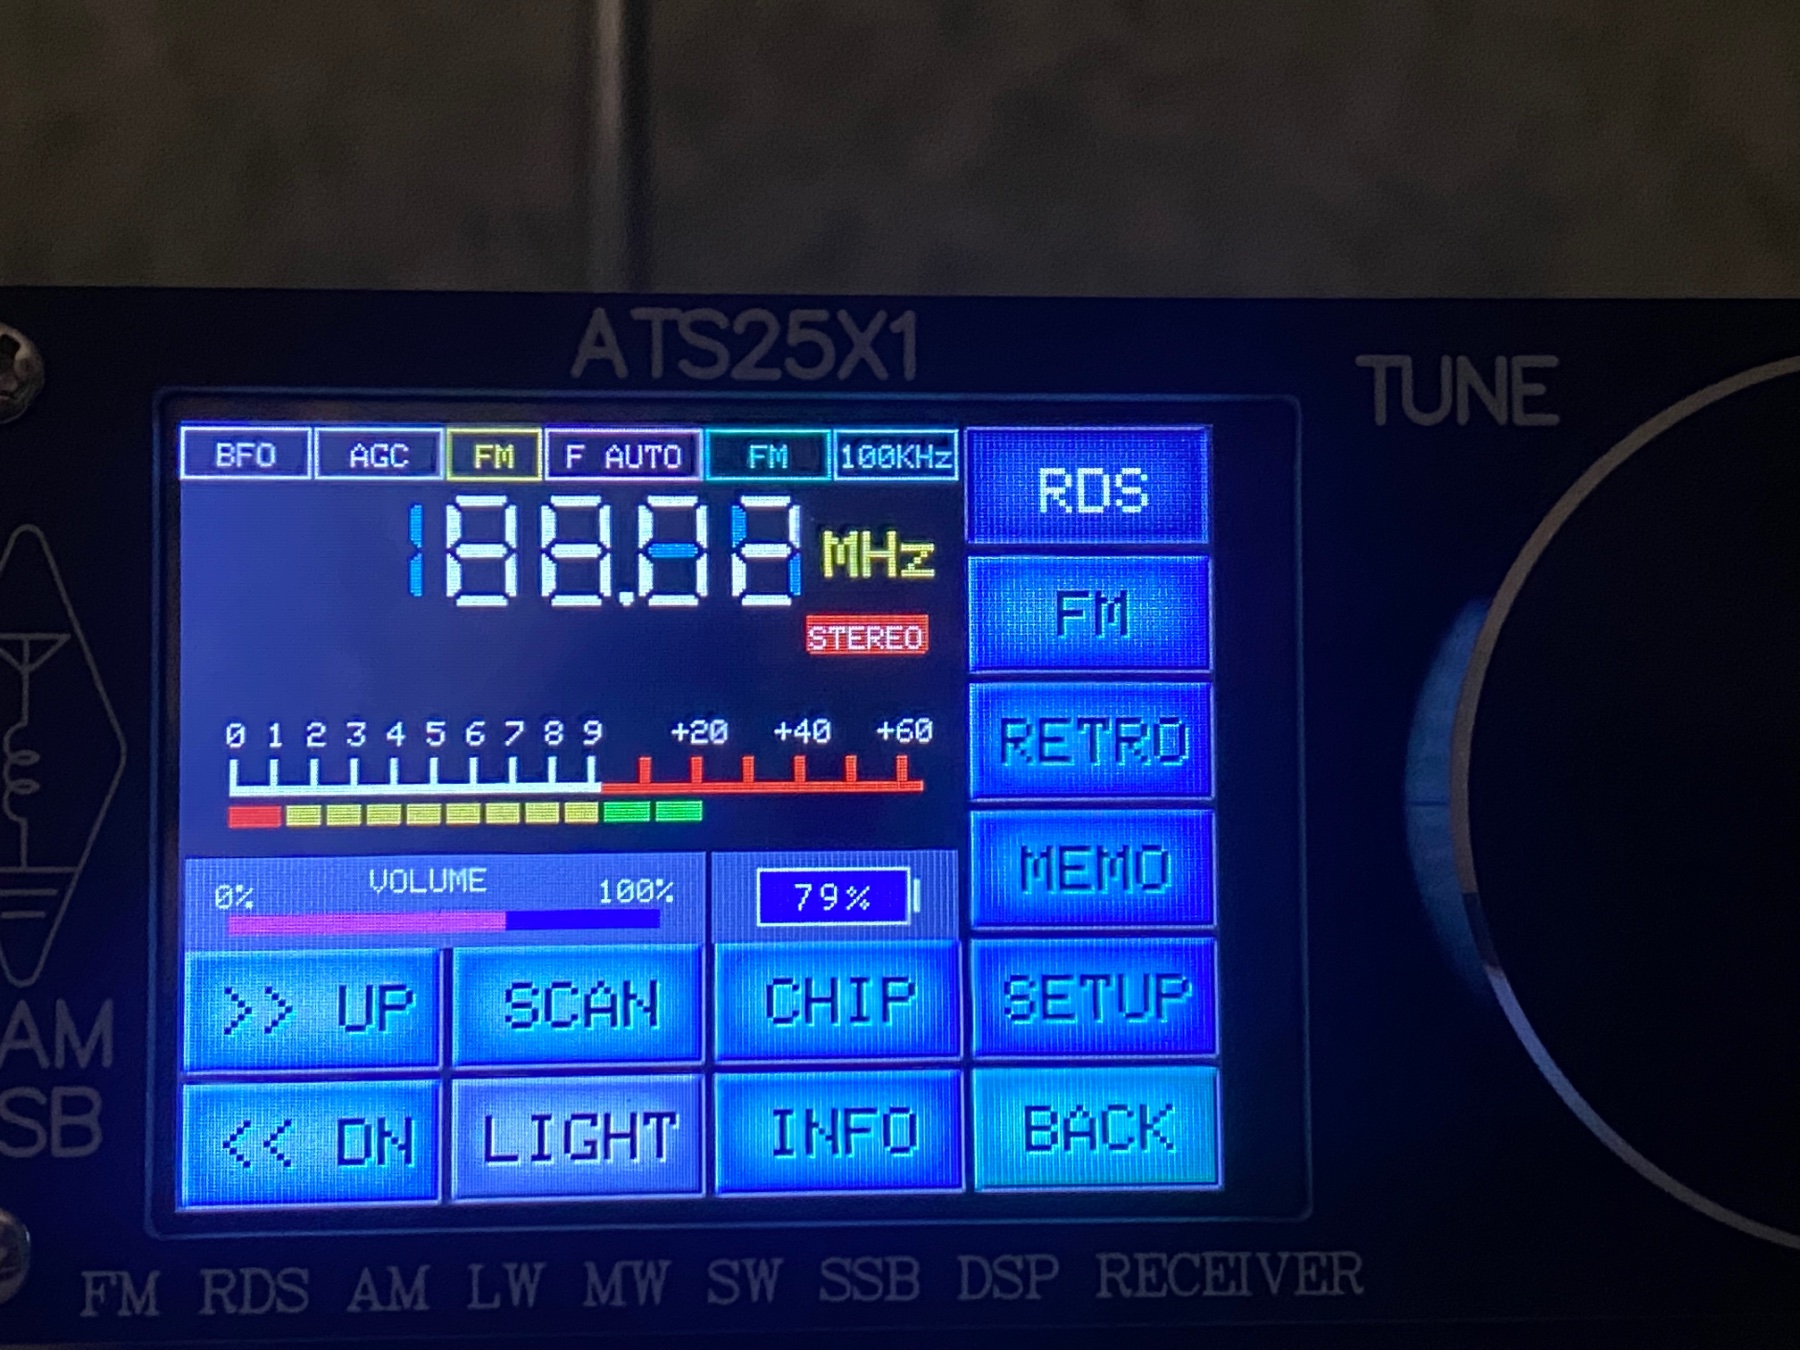 ATS25X1
TUNE
BFO AGC FM F AUTO FM 100KHz
88.02 MHz
STEREO
0 1 2 3 4 5 6 7 8 9 +20 +40 +60
0% VOLUME 100%
79%
RDS
FM
RETRO
MEMO
>> UP SCAN CHIP SETUP
<< DN LIGHT INFO BACK
AM
SB
FM RDS AM LW MW SW SSB DSP RECEIVER